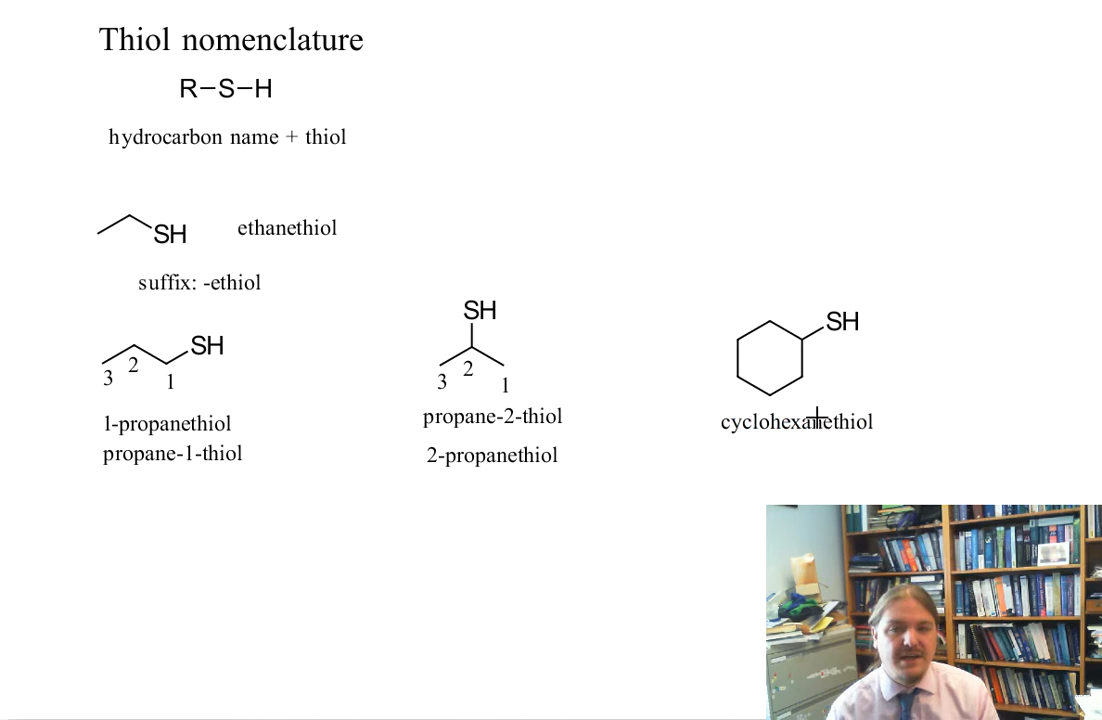 Thiol nomenclature
R-S-H
hydrocarbon name + thiol
SH
ethanethiol
suffix: -ethiol
SH
3 2 1
1-propanethiol
propane-1-thiol
SH
3 2 1
propane-2-thiol
2-propanethiol
SH
cyclohexanethiol